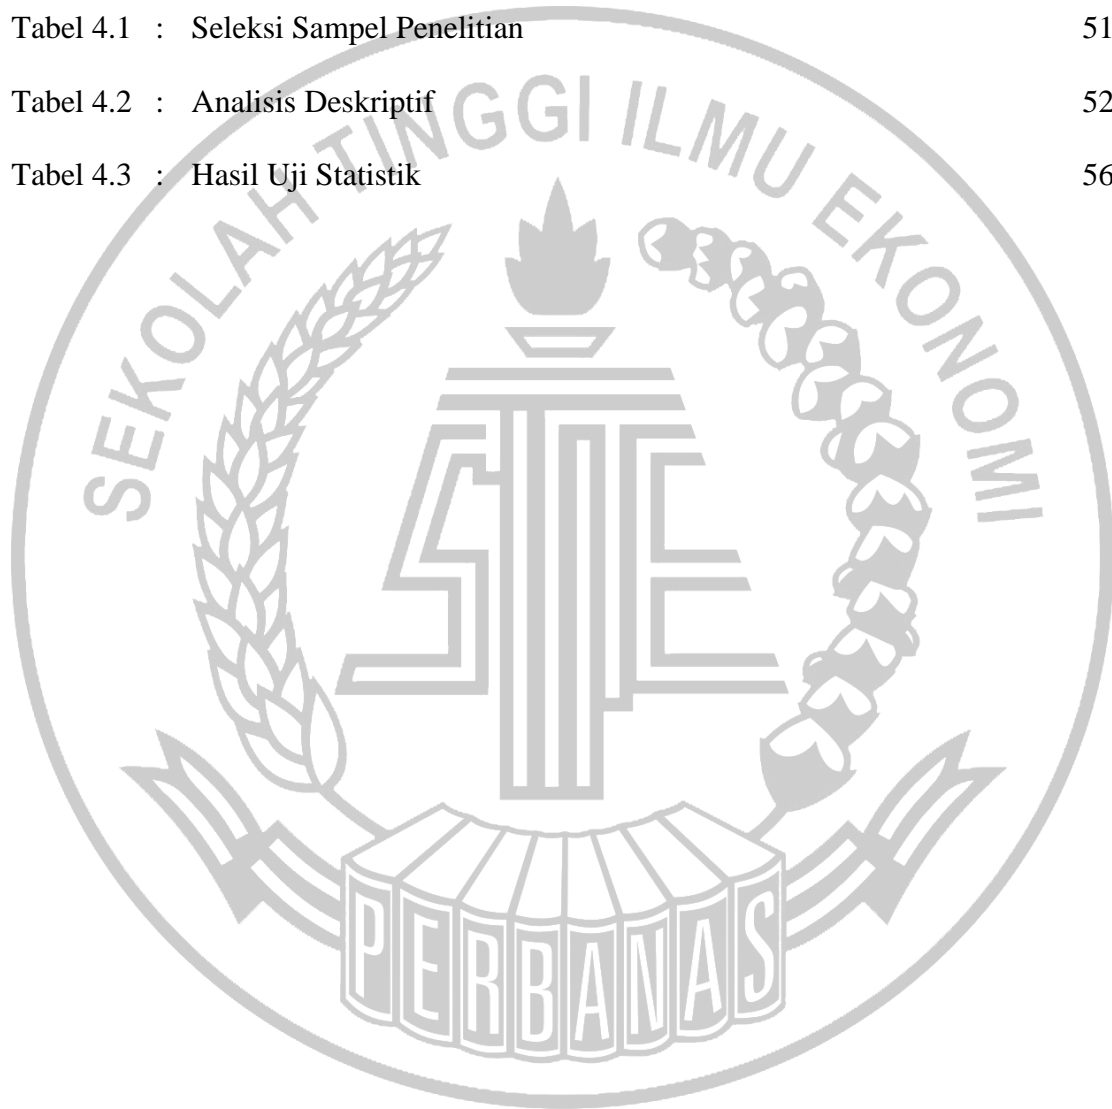 Tabel 4.1 : Seleksi Sampel Penelitian 51
Tabel 4.2 : Analisis Deskriptif 52
Tabel 4.3 : Hasil Uji Statistik 56
SEKOLAH TINGGI ILMU EKONOMI
STIE
PERBANAS